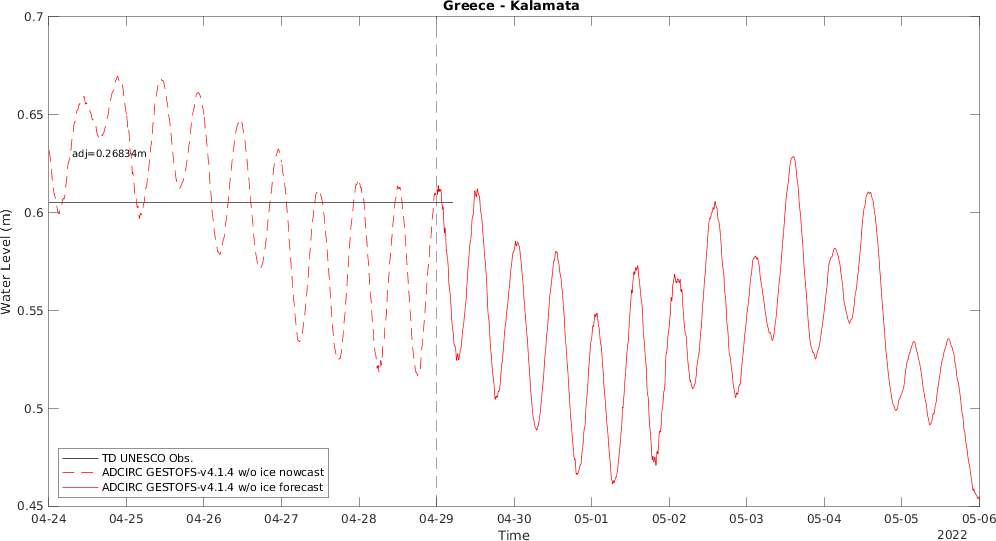 Greece - Kalamata
0.7
0.65
0.6
0.55
0.5
0.45
Water Level (m)
adj=0.26834m
TD UNESCO Obs.
ADCIRC GESTOFS-v4.1.4 w/o ice nowcast
ADCIRC GESTOFS-v4.1.4 w/o ice forecast
04-24 04-25 04-26 04-27 04-28 04-29 04-30 05-01 05-02 05-03 05-04 05-05 05-06
Time
2022